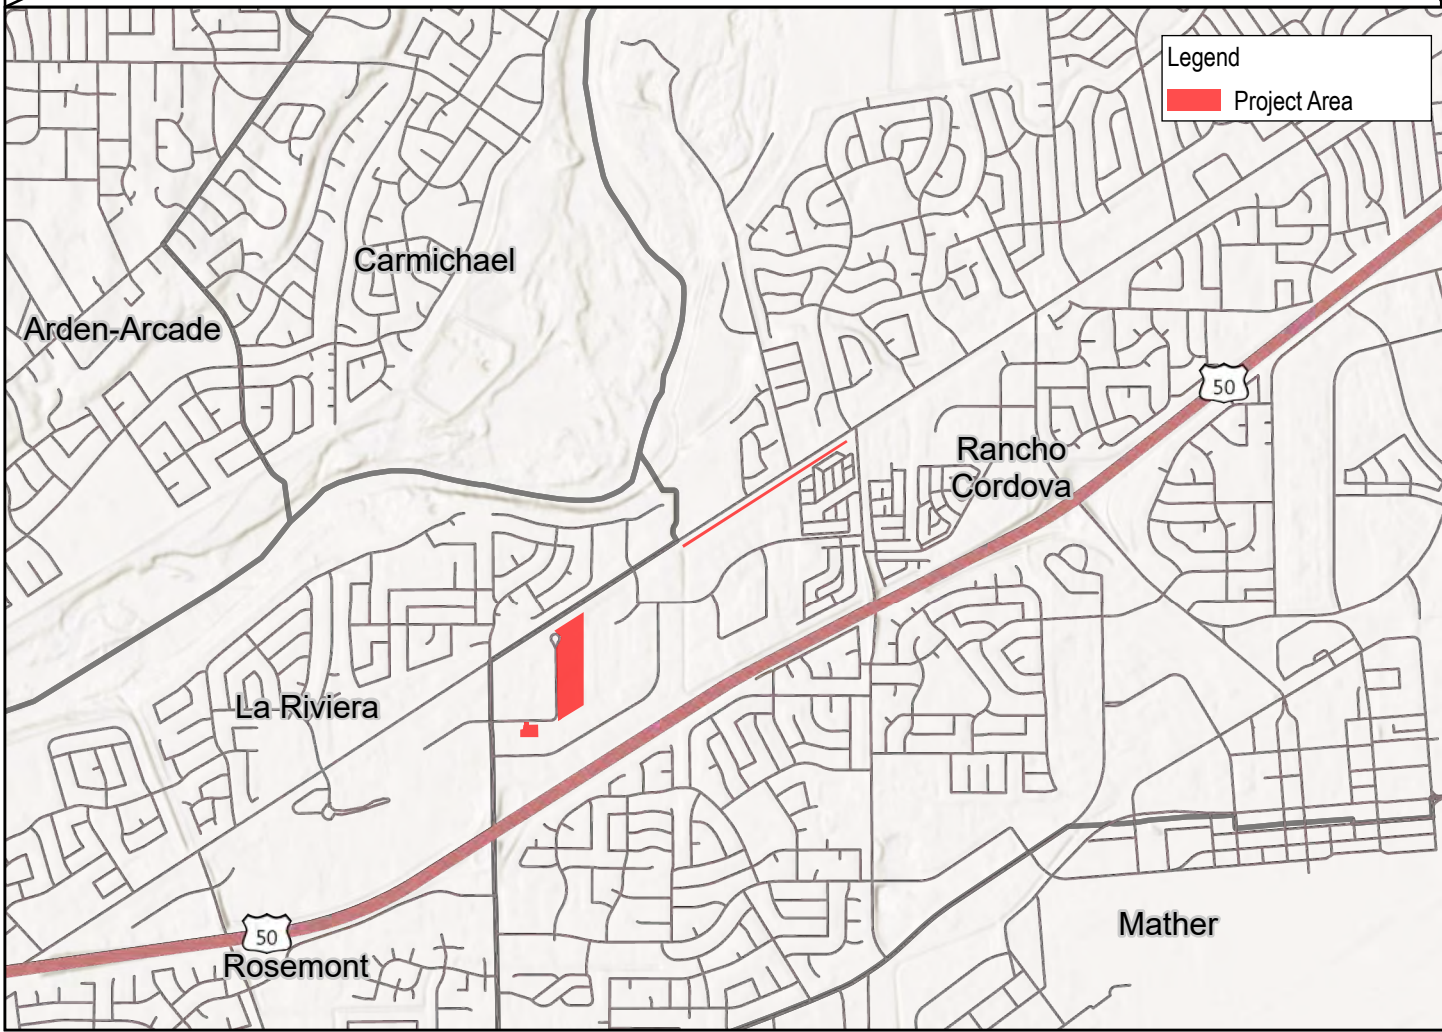 Legend
Project Area
Carmichael
Arden-Arcade
50
Rancho
Cordova
La Riviera
Mather
50
Rosemont